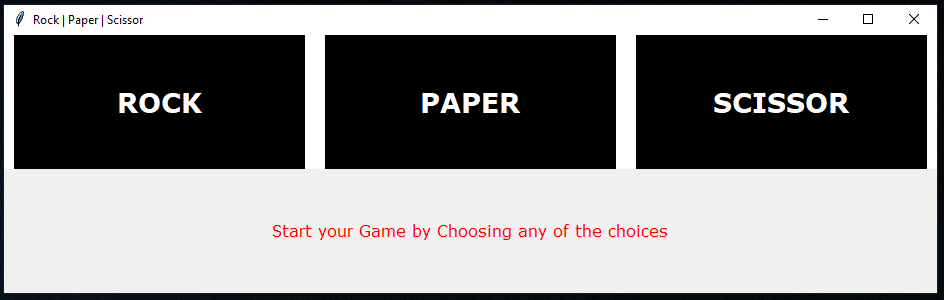 Rock | Paper | Scissor
ROCK PAPER SCISSOR
Start your Game by Choosing any of the choices